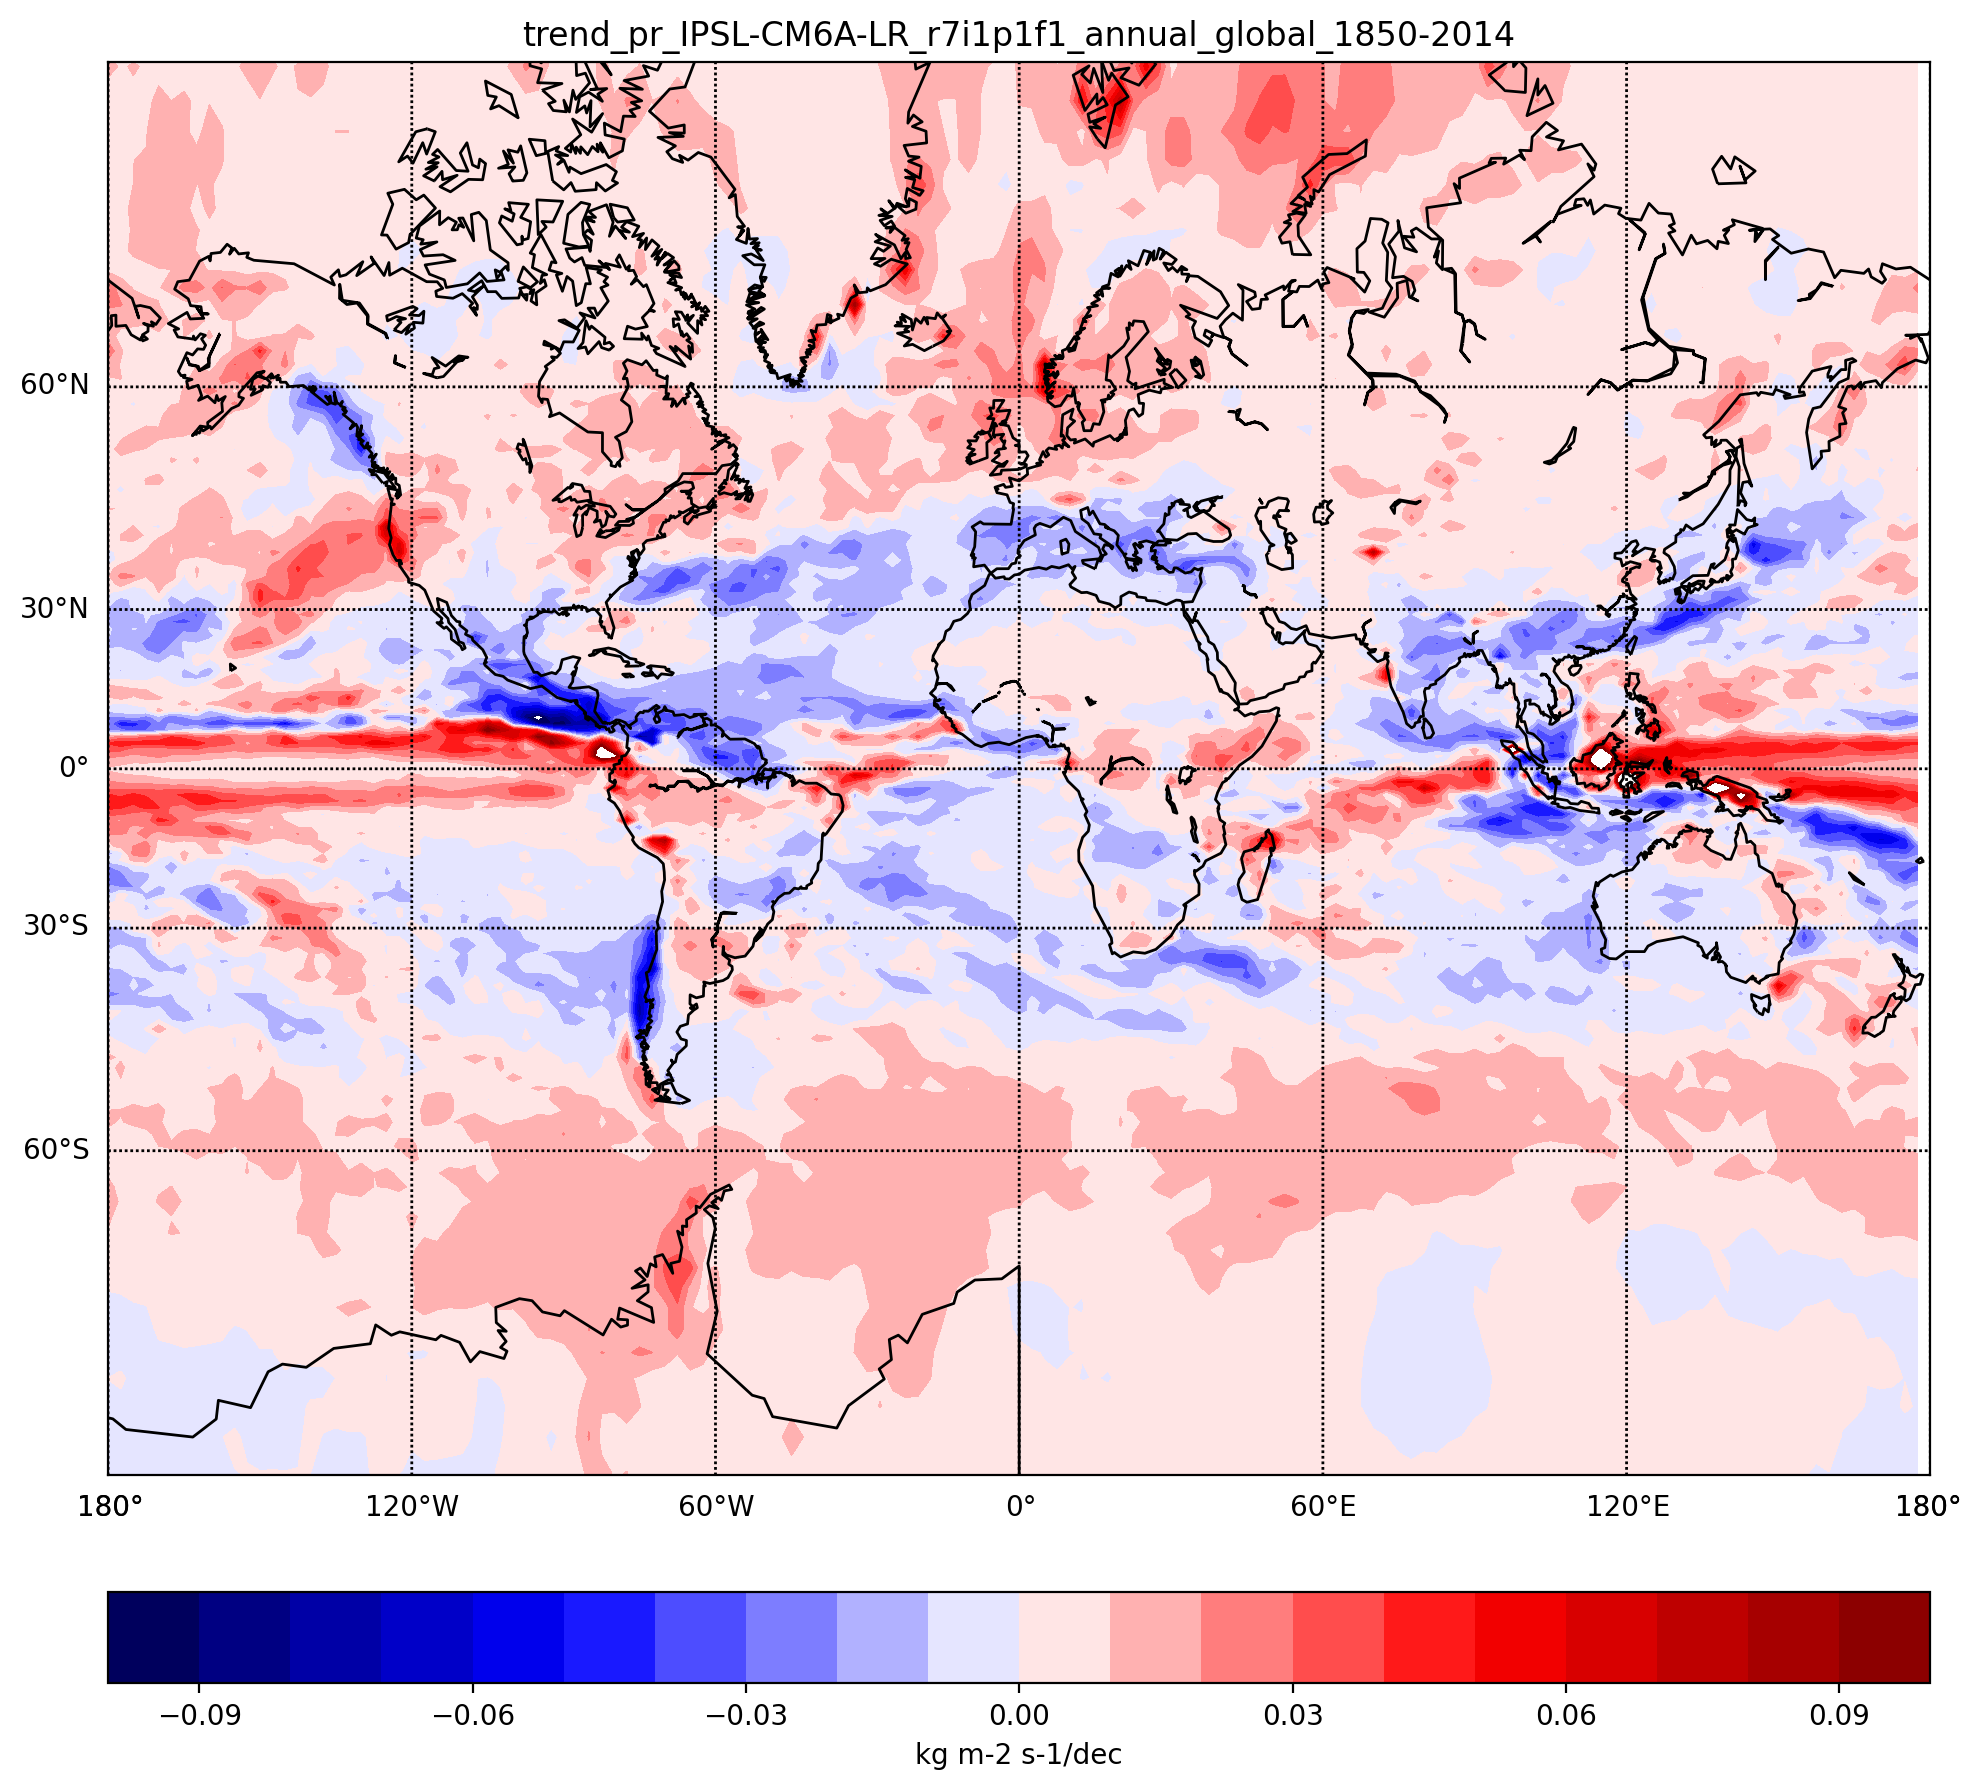 trend_pr_IPSL-CM6A-LR_r7i1p1f1_annual_global_1850-2014
60°N
30°N
0°
30°S
60°S
180° 120°W 60°W 0° 60°E 120°E 180°
−0.09 −0.06 −0.03 0.00 0.03 0.06 0.09
kg m-2 s-1/dec